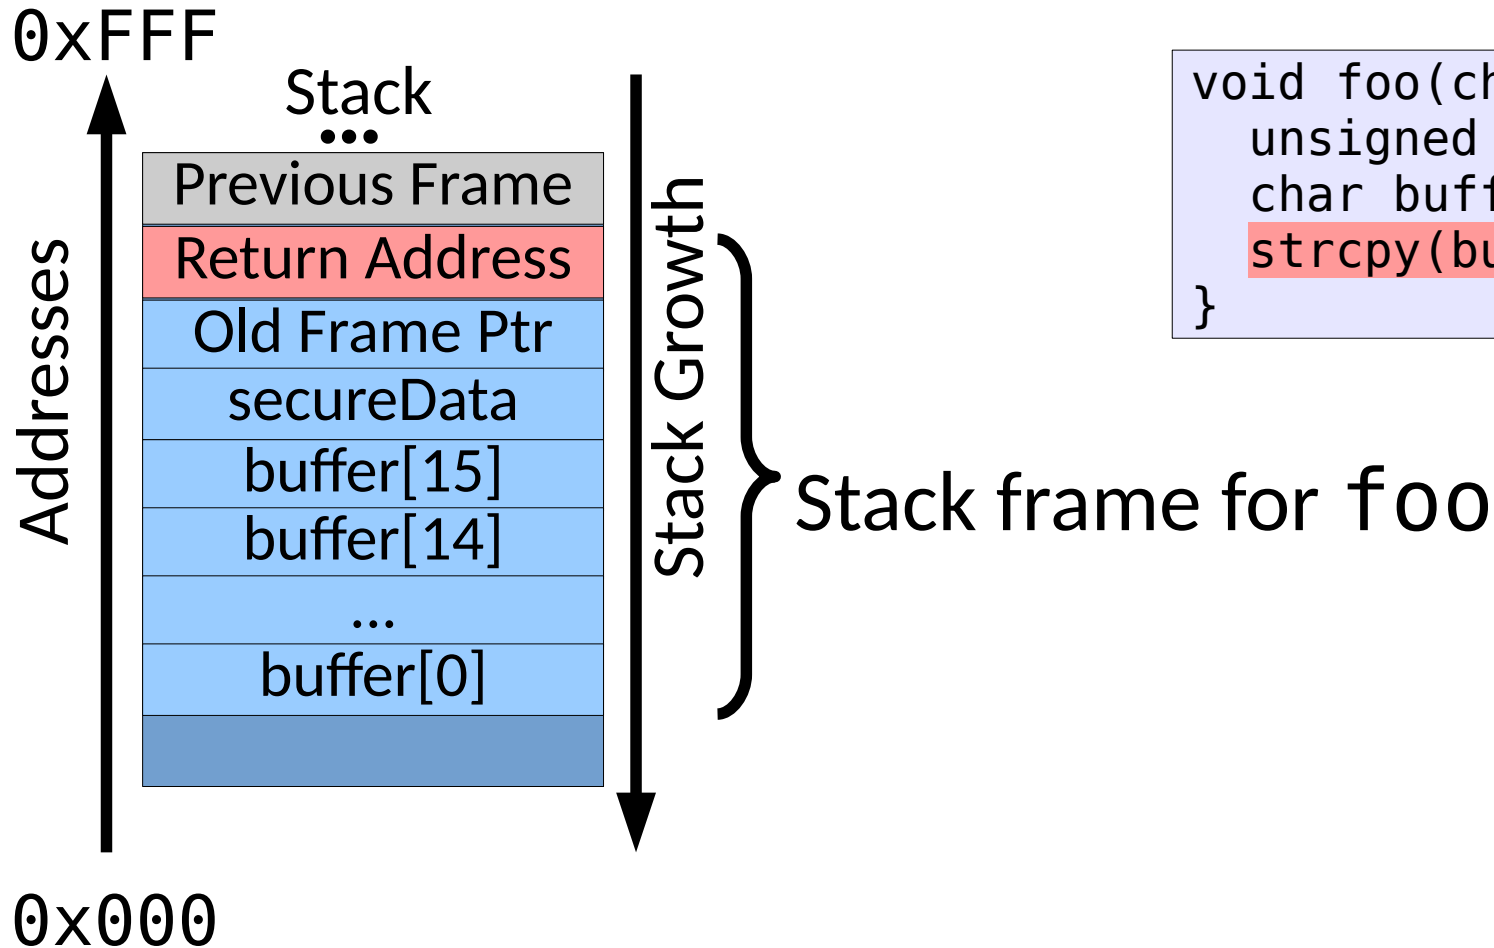 0xFFF
Stack
•••
Previous Frame
Return Address
Old Frame Ptr
secureData
buffer[15]
buffer[14]
...
buffer[0]
Addresses
Stack Growth
0x000
Stack frame for foo
void foo(ch
unsigned
char buff
strcpy(bu
}